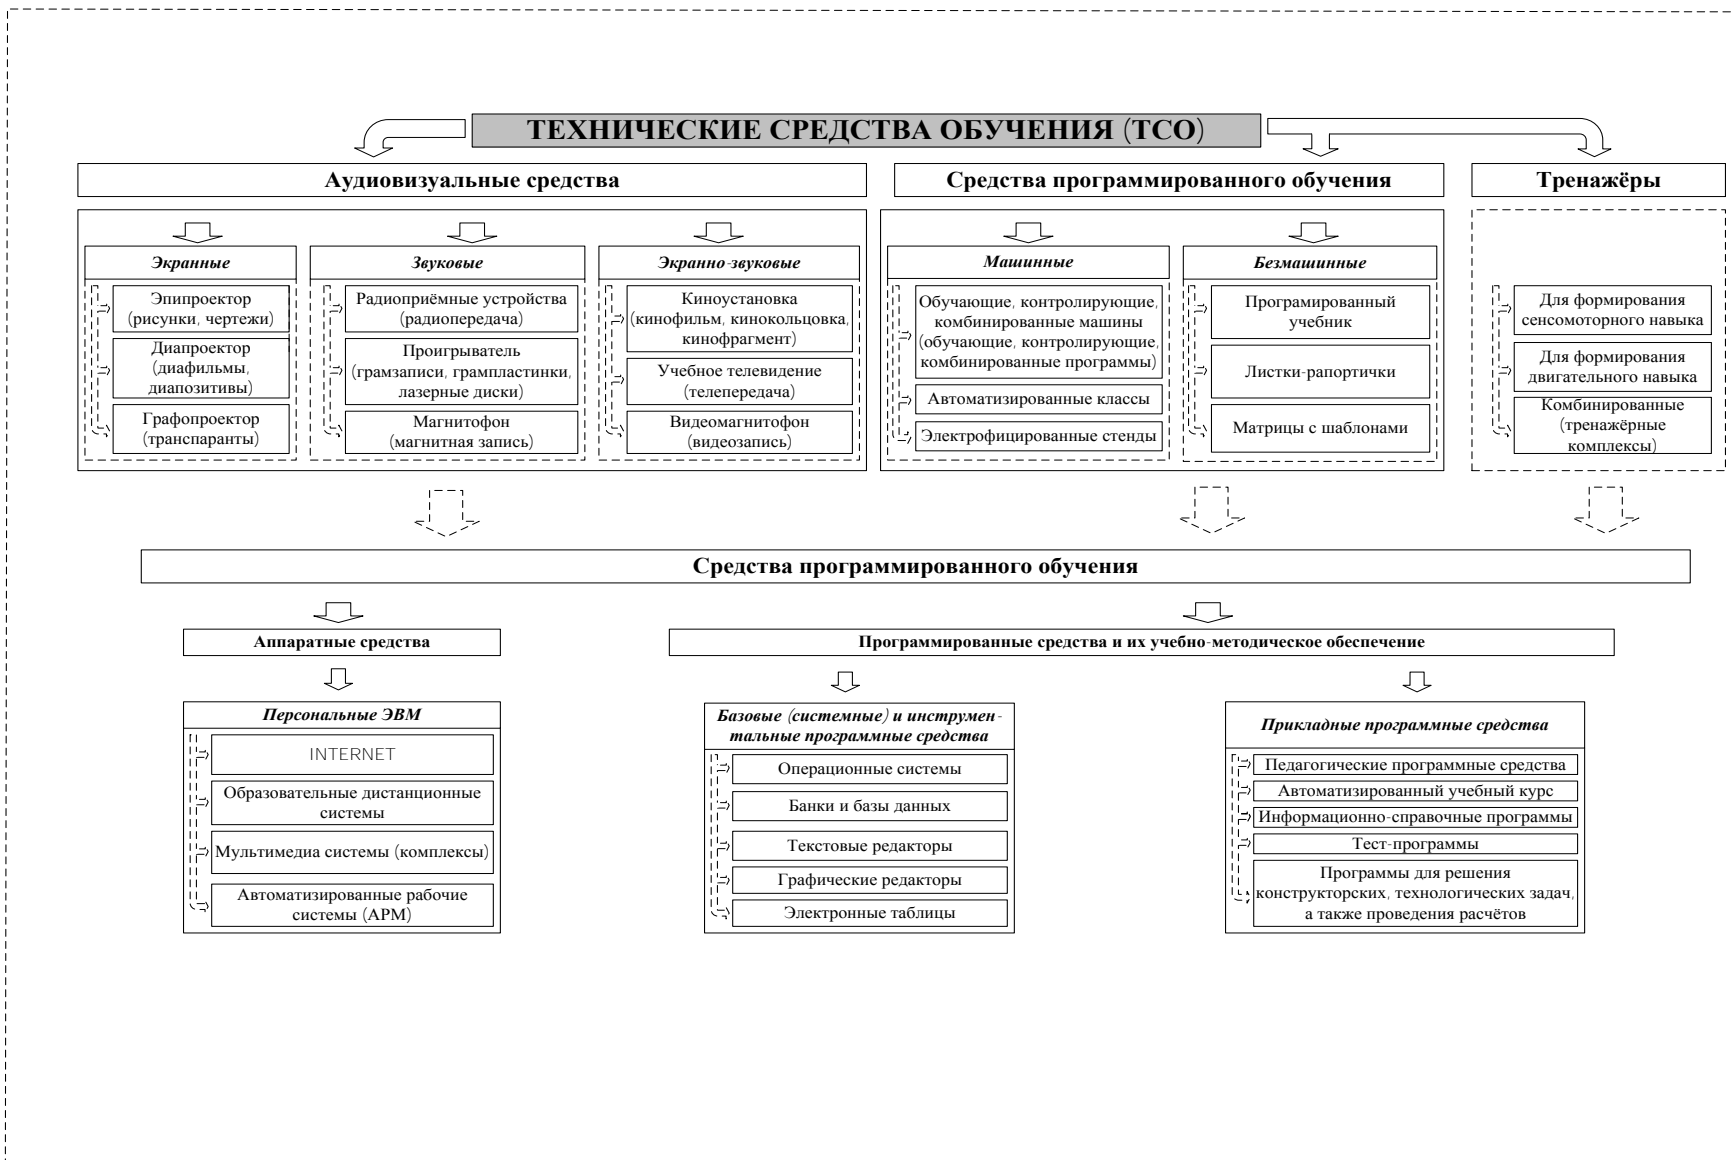 ТЕХНИЧЕСКИЕ СРЕДСТВА ОБУЧЕНИЯ (ТСО)
Аудиовизуальные средства
Средства программированного обучения
Тренажёры
Экранные
Эпипроектор
(рисунки, чертежи)
Диапроектор
(диафильмы,
диапозитивы)
Графопроектор
(транспаранты)
Звуковые
Радиоприёмные устройства
(радиопередача)
Проигрыватель
(грамзаписи, грампластинки,
лазерные диски)
Магнитофон
(магнитная запись)
Экранно-звуковые
Киноустановка
(кинофильм, кинокольцовка,
кинофрагмент)
Учебное телевидение
(телепередача)
Видеомагнитофон
(видеозапись)
Машинные
Обучающие, контролирующие,
комбинированные машины
(обучающие, контролирующие,
комбинированные программы)
Автоматизированные классы
Электрофицированные стенды
Безмашинные
Програмированный
учебник
Листки-рапортички
Матрицы с шаблонами
Для формирования
сенсомоторного навыка
Для формирования
двигательного навыка
Комбинированные
(тренажёрные
комплексы)
Средства программированного обучения
Аппаратные средства
Программированные средства и их учебно-методическое обеспечение
Персональные ЭВМ
INTERNET
Образовательные дистанционные
системы
Мультимедиа системы (комплексы)
Автоматизированные рабочие
системы (АРМ)
Базовые (системные) и инструмен-
тальные программные средства
Операционные системы
Банки и базы данных
Текстовые редакторы
Графические редакторы
Электронные таблицы
Прикладные программные средства
Педагогические программные средства
Автоматизированный учебный курс
Информационно-справочные программы
Тест-программы
Программы для решения
конструкторских, технологических задач,
а также проведения расчётов